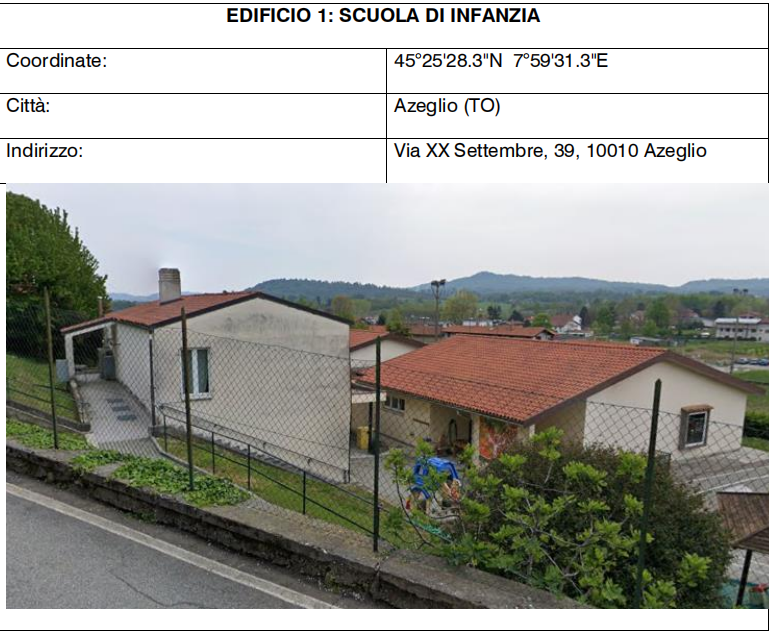 EDIFICIO 1: SCUOLA DI INFANZIA
Coordinate: 45°25'28.3"N 7°59'31.3"E
Città: Azeglio (TO)
Indirizzo: Via XX Settembre, 39, 10010 Azeglio